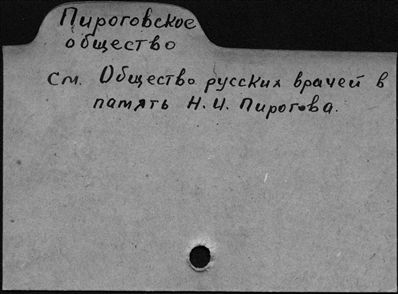 Пироговское
общество
см. Общество русских врачей в
память Н.И. Пирогова.